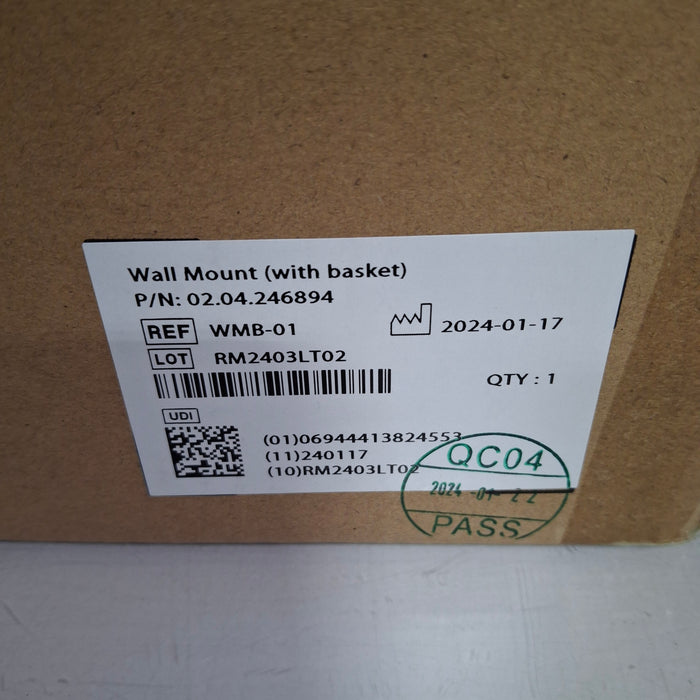 Wall Mount (with basket)
P/N: 02.04.246894
REF WMB-01
2024-01-17
LOT RM2403LT02
QTY : 1
UDI
(01)06944413824553
(11)240117
(10)RM2403LT02
QC04
2024 -01- 22
PASS